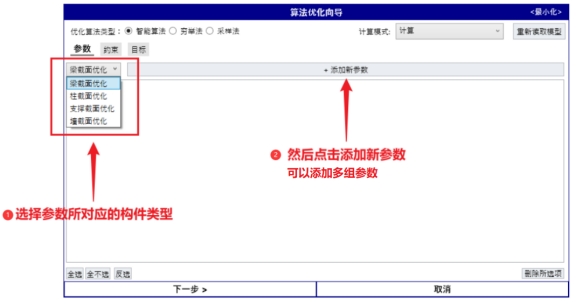 算法优化向导 <最小化>
优化算法类型： 智能算法 穷举法 采样法 计算模式: 计算 重新读取模型
参数 约束 目标
梁截面优化 + 添加新参数
梁截面优化
柱截面优化
支撑截面优化
墙截面优化
② 然后点击添加新参数
可以添加多组参数
① 选择参数所对应的构件类型
全选 全不选 反选 删除所选项
下一步 > 取消